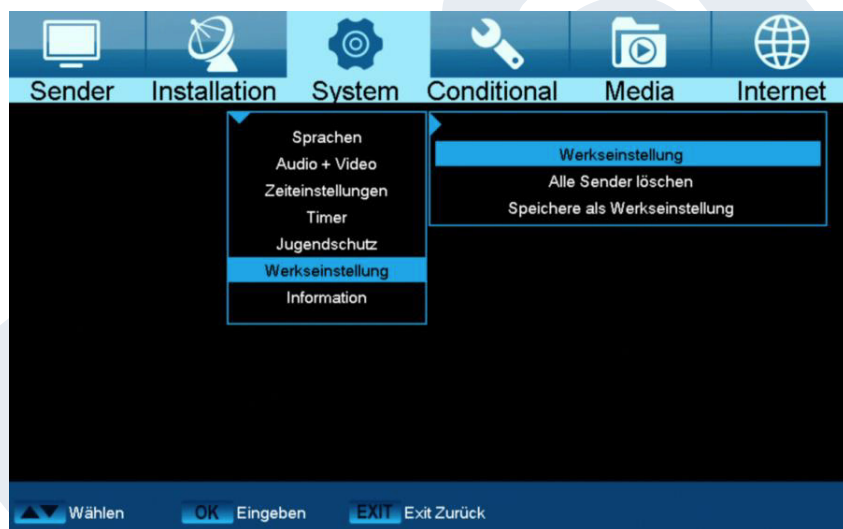 Sender Installation System Conditional Media Internet
Sprachen
Audio + Video
Zeiteinstellungen
Timer
Jugendschutz
Werkseinstellung
Information
Werkseinstellung
Alle Sender löschen
Speichere als Werkseinstellung
Wählen OK Eingeben EXIT Exit Zurück